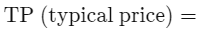 TP (typical price) =